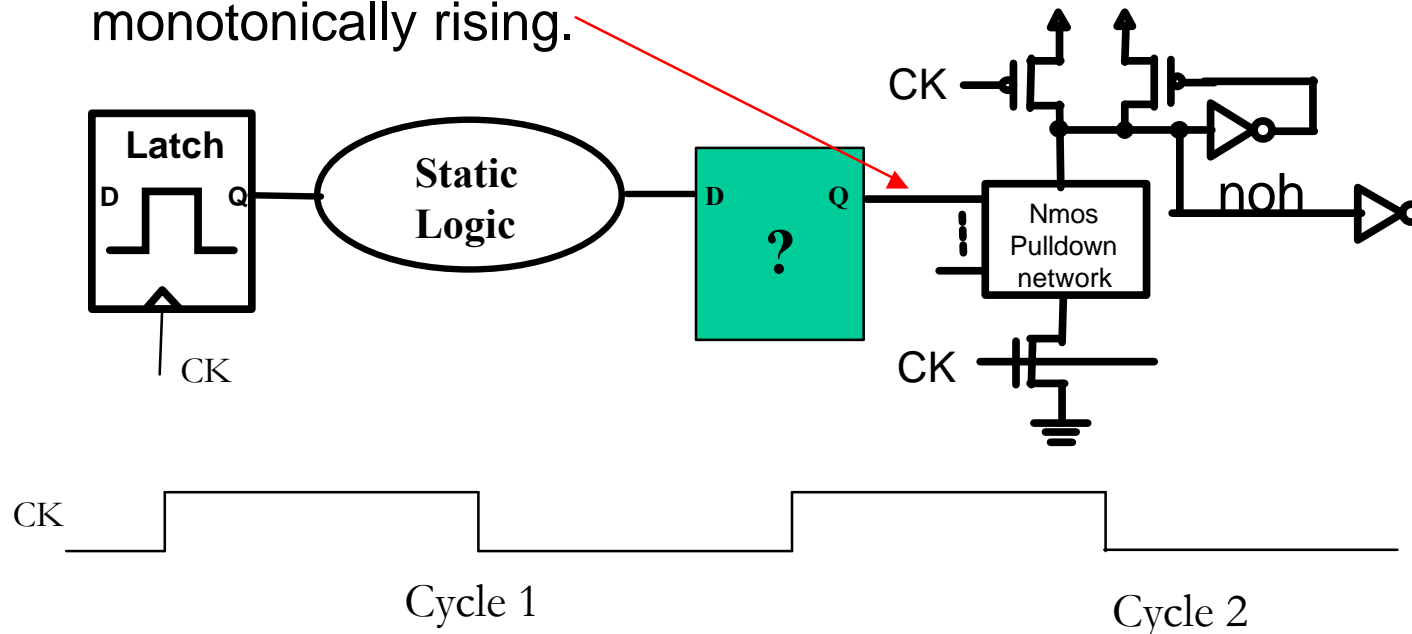 monotonically rising.
CK
Latch
D
Q
Static
Logic
D
Q
?
Nmos
Pulldown
network
noh
CK
CK
CK
Cycle 1
Cycle 2